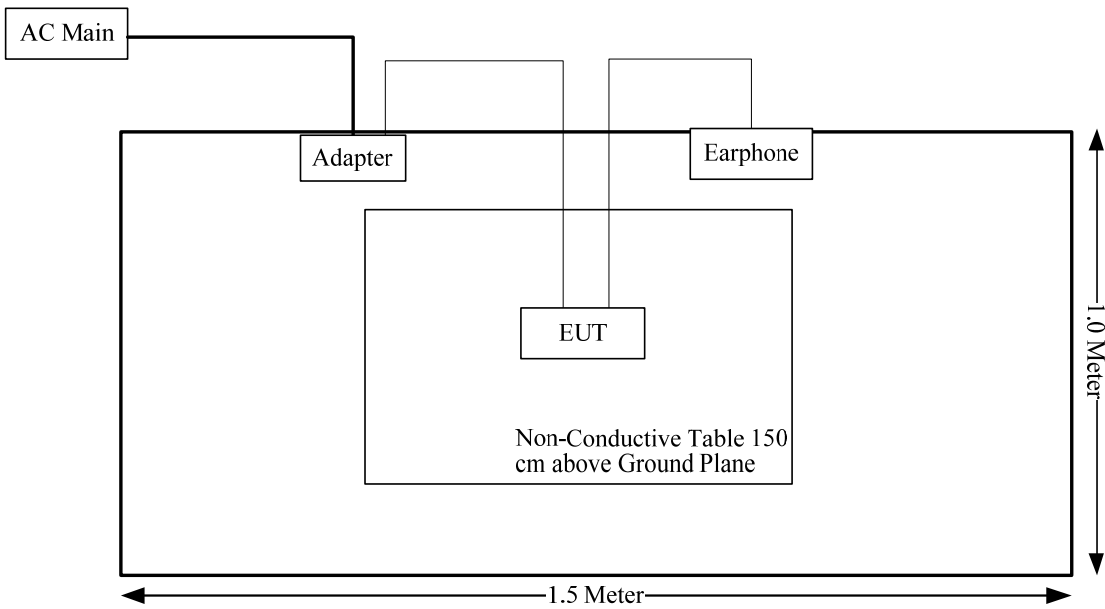 AC Main
Adapter
Earphone
EUT
Non-Conductive Table 150
cm above Ground Plane
1.0 Meter
1.5 Meter